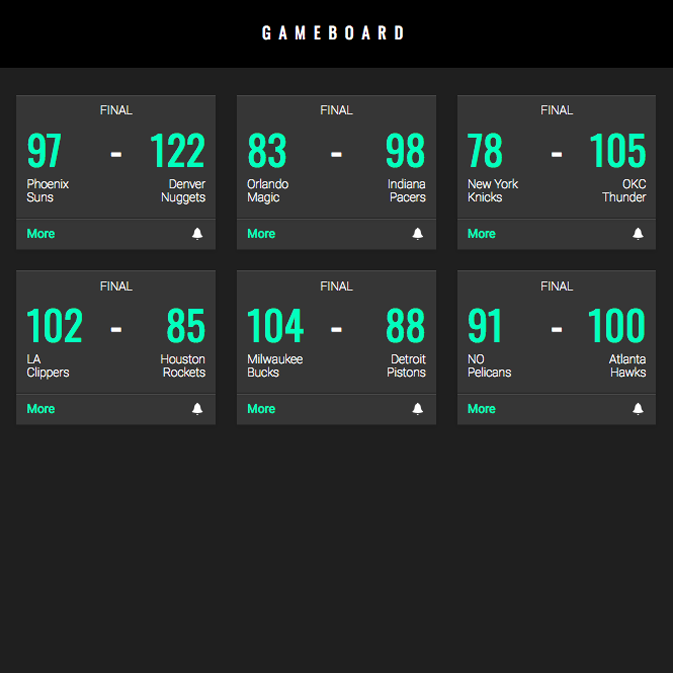 GAMEBOARD
FINAL
97 - 122
Phoenix Suns
Denver Nuggets
More
FINAL
83 - 98
Orlando Magic
Indiana Pacers
More
FINAL
78 - 105
New York Knicks
OKC Thunder
More
FINAL
102 - 85
LA Clippers
Houston Rockets
More
FINAL
104 - 88
Milwaukee Bucks
Detroit Pistons
More
FINAL
91 - 100
NO Pelicans
Atlanta Hawks
More